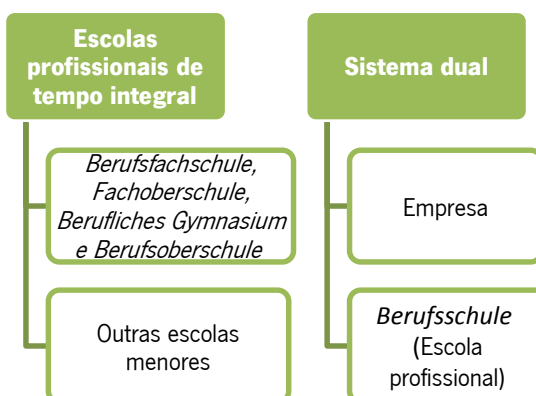 Escolas
profissionais de
tempo integral
Berufsfachschule,
Fachoberschule,
Berufliches Gymnasium
e Berufsoberschule
Outras escolas
menores
Sistema dual
Empresa
Berufsschule
(Escola
profissional)